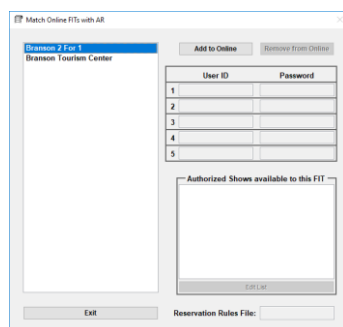 Match Online FITs with AR
Branson 2 For 1
Branson Tourism Center
Add to Online
Remove from Online
User ID Password
1
2
3
4
5
Authorized Shows available to this FIT
Edit List
Exit
Reservation Rules File: